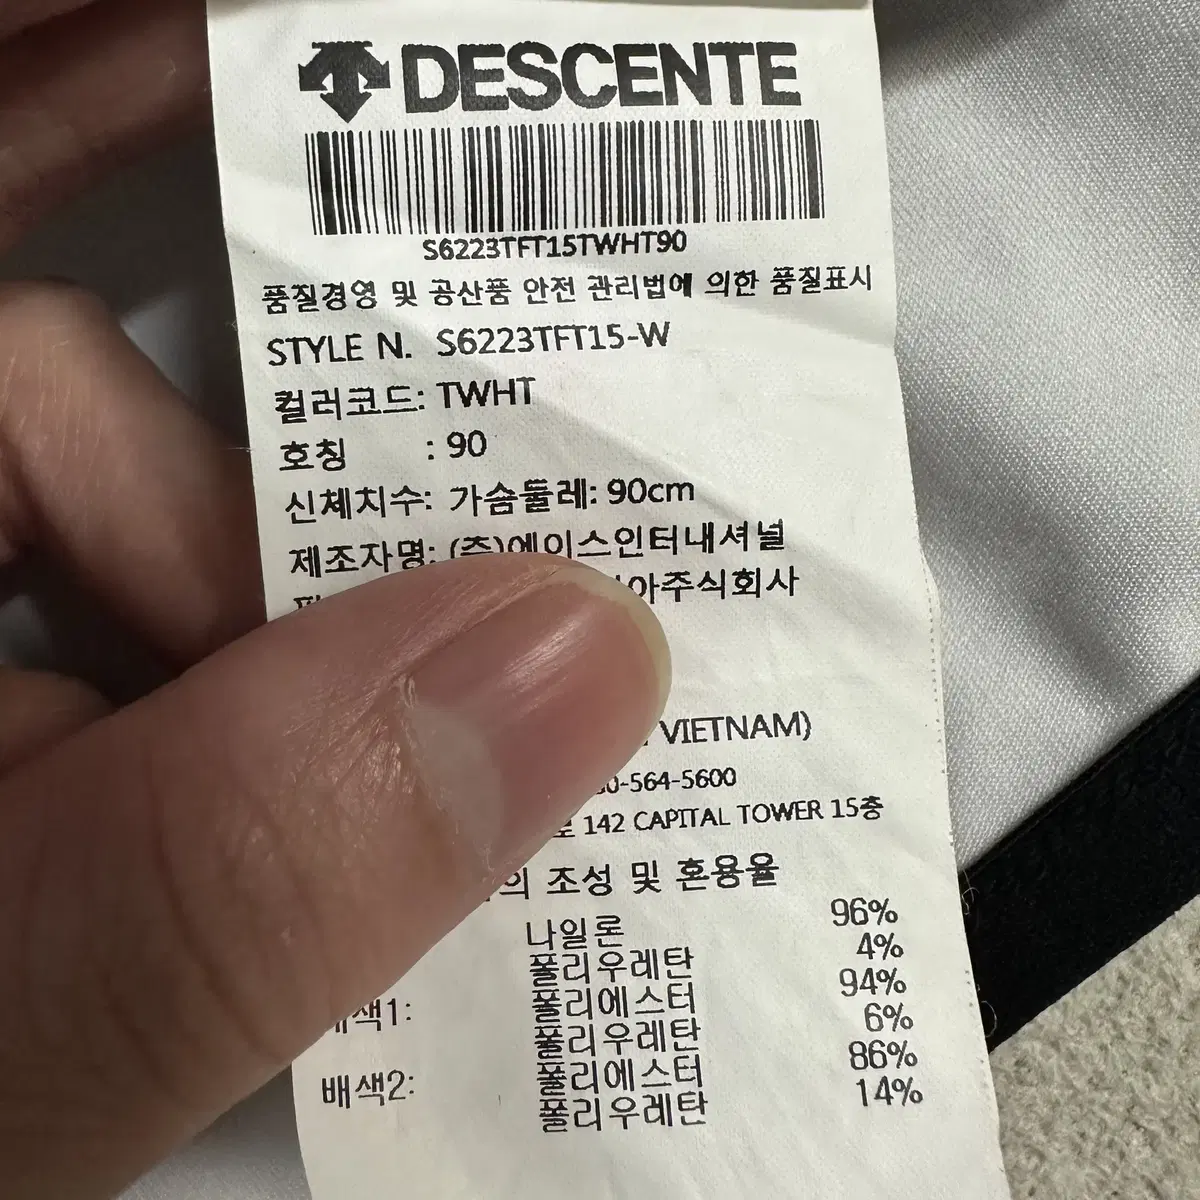 DESCENTE
S6223TFT15TWHT90
품질경영 및 공산품 안전 관리법에 의한 품질표시
STYLE N. S6223TFT15-W
컬러코드: TWHT
호칭 : 90
신체치수: 가슴둘레: 90cm
제조자명: (주)에이스인터내셔널
아주식회사
VIETNAM)
0-564-5600
로 142 CAPITAL TOWER 15층
의 조성 및 혼용율
나일론 96%
폴리우레탄 4%
배색1: 폴리에스터 94%
폴리우레탄 6%
배색2: 폴리에스터 86%
폴리우레탄 14%